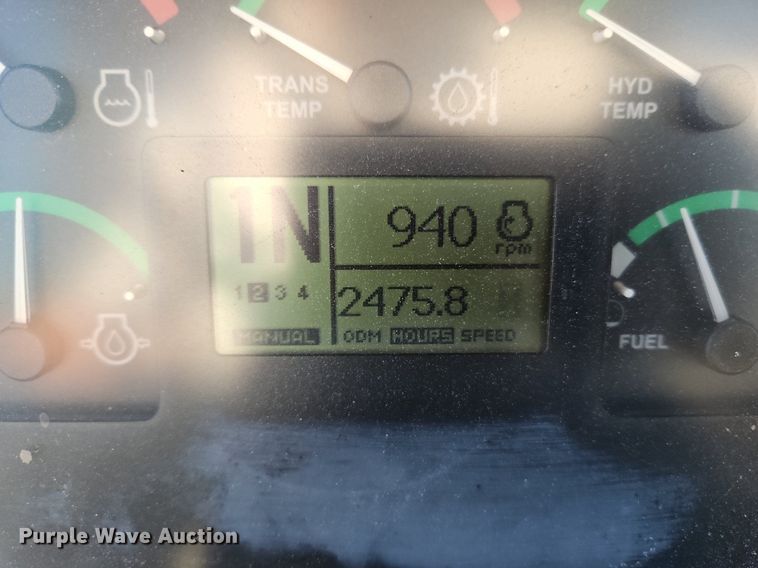 TRANS
TEMP
HYD
TEMP
1N
940
rpm
1 2 3 4
2475.8
MANUAL
ODM HOURS SPEED
FUEL
Purple Wave Auction®